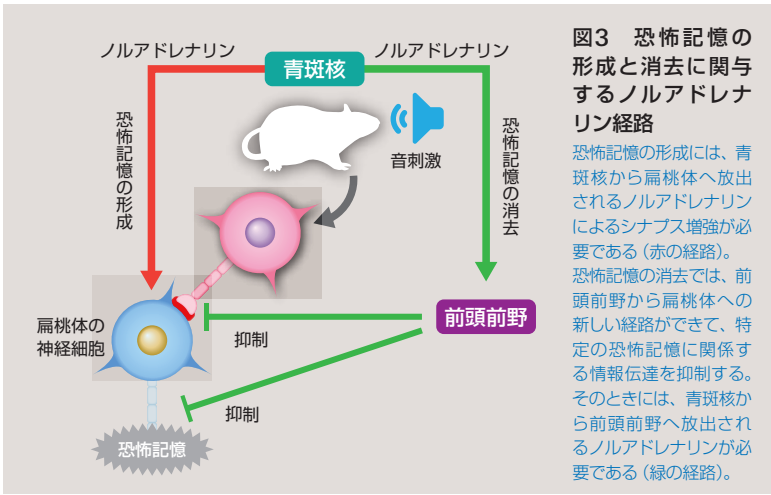 ノルアドレナリン
青斑核
ノルアドレナリン
恐怖記憶の形成
音刺激
恐怖記憶の消去
扁桃体の
神経細胞
抑制
前頭前野
抑制
恐怖記憶
図3　恐怖記憶の
形成と消去に関与
するノルアドレナ
リン経路
恐怖記憶の形成には、青
斑核から扁桃体へ放出
されるノルアドレナリン
によるシナプス増強が必
要である（赤の経路）。
恐怖記憶の消去では、前
頭前野から扁桃体への
新しい経路ができて、特
定の恐怖記憶に関係す
る情報伝達を抑制する。
そのときには、青斑核か
ら前頭前野へ放出され
るノルアドレナリンが必
要である（緑の経路）。